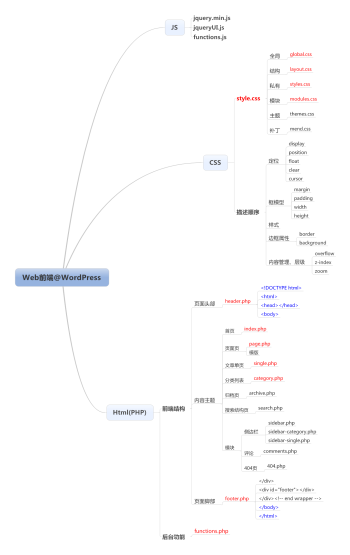 jquery.min.js
JS
jqueryUI.js
functions.js
全局
global.css
结构
layout.css
私有
styles.css
style.css
模块
modules.css
主题
themes.css
补丁
mend.css
CSS
display
position
定位
float
clear
cursor
margin
框模型
padding
width
height
描述顺序
样式
边框属性
border
background
内容管理、层级
overflow
z-index
zoom
Web前端@WordPress
<!DOCTYPE html>
<html>
页面头部
header.php
<head></head>
<body>
首页
index.php
页面页
page.php
模版
文章单页
single.php
分类列表
category.php
前端结构
内容主题
归档页
archive.php
Html(PHP)
搜索结构页
search.php
sidebar.php
侧边栏
sidebar-category.php
sidebar-single.php
模块
评论
comments.php
404页
404.php
</div>
<div id="footer"></div>
页面脚部
footer.php
</div> <!-- end wrapper -->
</body>
</html>
后台功能
functions.php